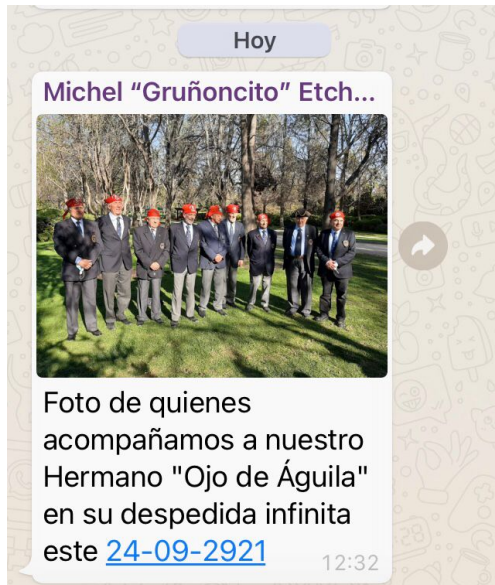 Hoy
Michel “Gruñoncito” Etch...
Foto de quienes
acompañamos a nuestro
Hermano "Ojo de Águila"
en su despedida infinita
este 24-09-2921
12:32